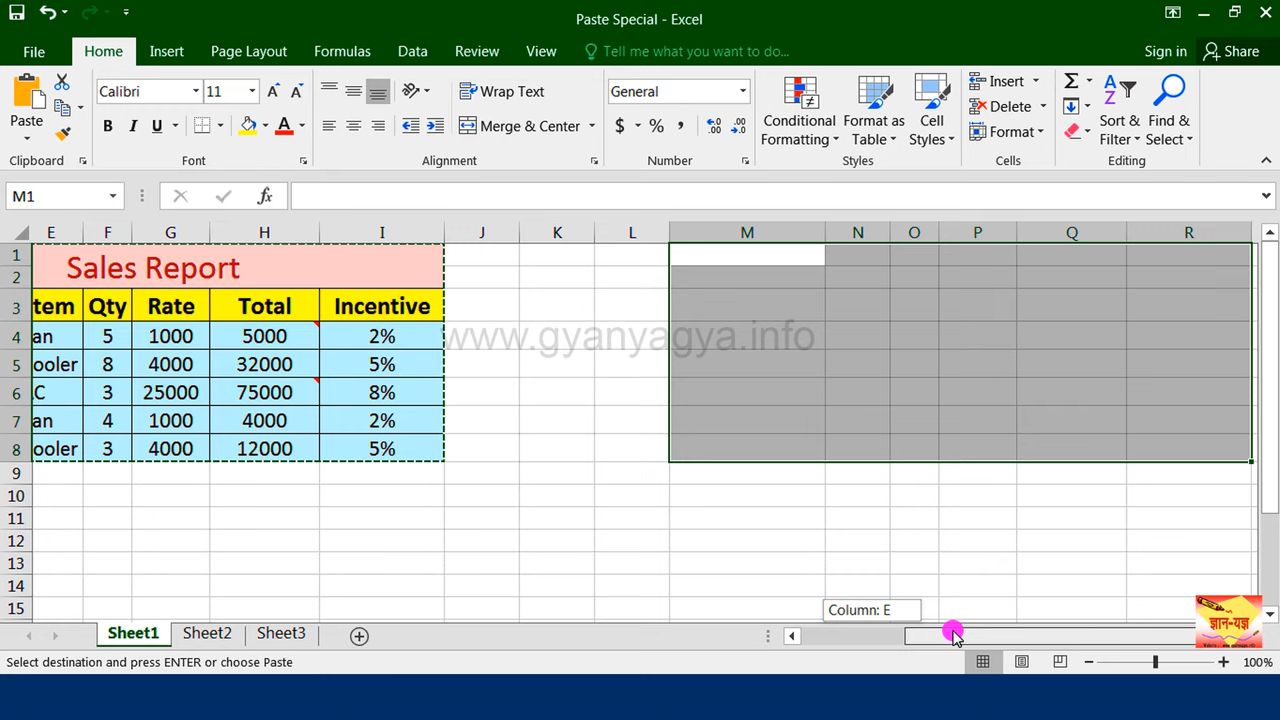 Paste Special - Excel
File Home Insert Page Layout Formulas Data Review View Tell me what you want to do... Sign in Share
Paste
Clipboard
Calibri 11 A A
B I U A
Font
Wrap Text
Merge & Center
Alignment
General
$ % , .00 .0
Number
Conditional Formatting
Format as Table
Cell Styles
Styles
Insert
Delete
Format
Cells
Sort & Filter
Find & Select
Editing
M1 fx
E F G H I J K L M N O P Q R
1 Sales Report
2
3 tem Qty Rate Total Incentive
4 an 5 1000 5000 2%
5 ooler 8 4000 32000 5%
6 C 3 25000 75000 8%
7 an 4 1000 4000 2%
8 ooler 3 4000 12000 5%
9
10
11
12
13
14
15
www.gyanyagya.info
Column: E
ज्ञान-यज्ञ
Sheet1 Sheet2 Sheet3
Select destination and press ENTER or choose Paste
100%